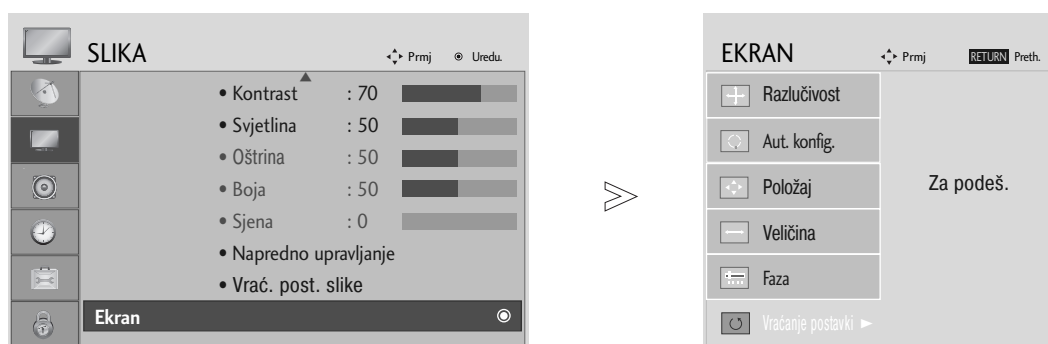 SLIKA
Prmj
Uredu.
• Kontrast : 70
• Svjetlina : 50
• Oštrina : 50
• Boja : 50
• Sjena : 0
• Napredno upravljanje
• Vrać. post. slike
Ekran
EKRAN
Prmj
RETURN Preth.
Razlučivost
Aut. konfig.
Položaj
Veličina
Faza
Vraćanje postavki ►
Za podeš.